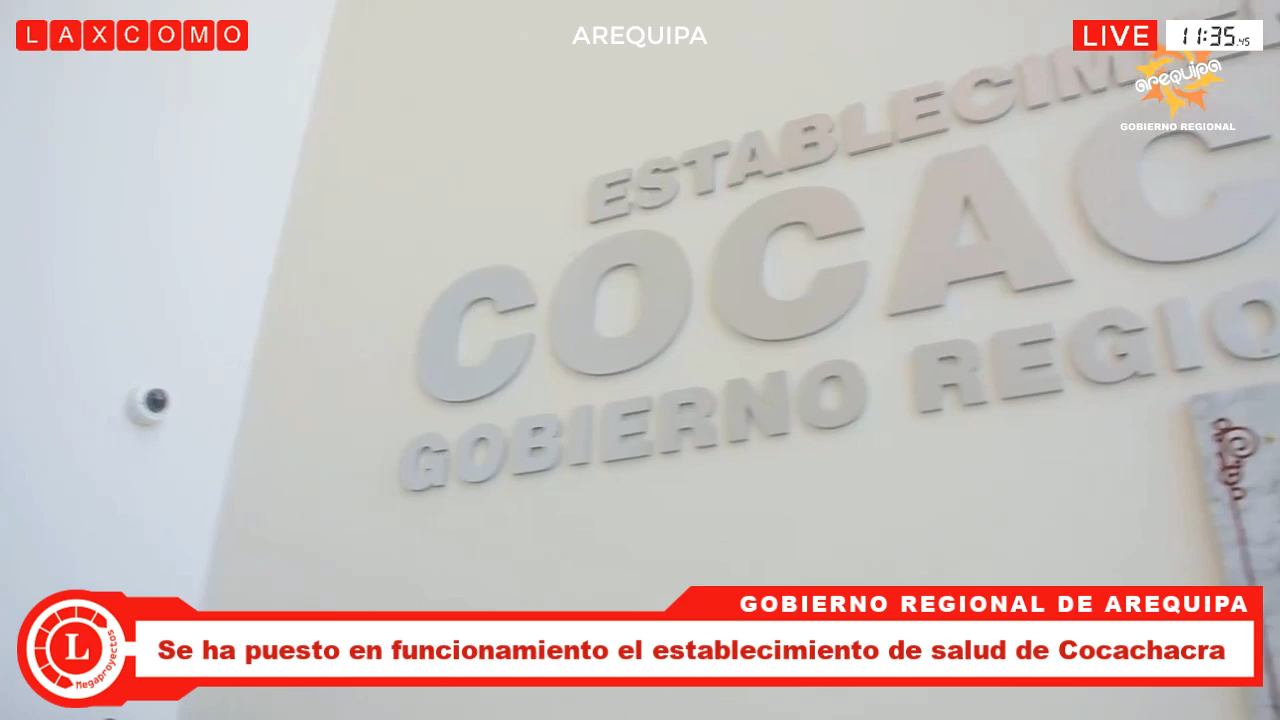 LAXCOMO
AREQUIPA
LIVE
11:35.45
arequipa
GOBIERNO REGIONAL
ESTABLECIM
COCAC
GOBIERNO REGIO
GOBIERNO REGIONAL DE AREQUIPA
Se ha puesto en funcionamiento el establecimiento de salud de Cocachacra
L
Megaproyectos